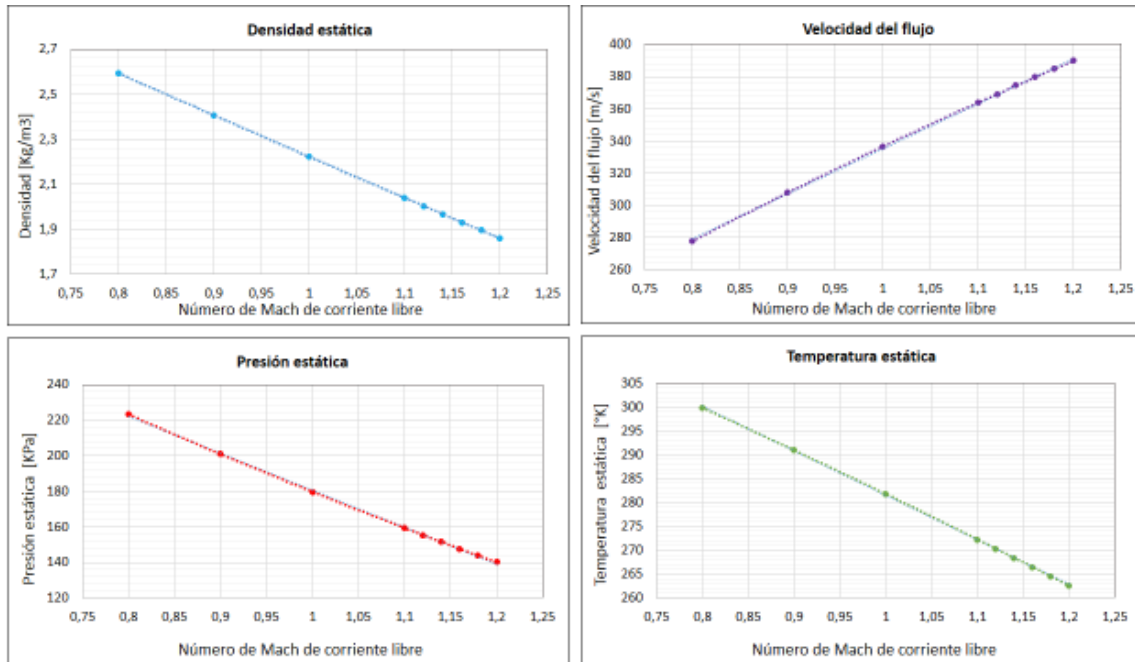 Densidad estática
Densidad [Kg/m3]
2,7
2,5
2,3
2,1
1,9
1,7
0,75 0,8 0,85 0,9 0,95 1 1,05 1,1 1,15 1,2 1,25
Número de Mach de corriente libre
Velocidad del flujo
Velocidad del flujo [m/s]
400
380
360
340
320
300
280
260
0,75 0,8 0,85 0,9 0,95 1 1,05 1,1 1,15 1,2 1,25
Número de Mach de corriente libre
Presión estática
Presión estática [KPa]
240
220
200
180
160
140
120
0,75 0,8 0,85 0,9 0,95 1 1,05 1,1 1,15 1,2 1,25
Número de Mach de corriente libre
Temperatura estática
Temperatura estática [°K]
305
300
295
290
285
280
275
270
265
260
0,75 0,8 0,85 0,9 0,95 1 1,05 1,1 1,15 1,2 1,25
Número de Mach de corriente libre